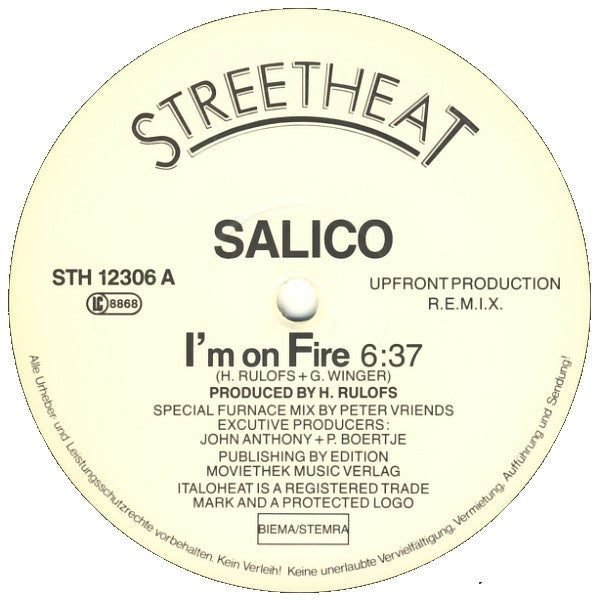 STREETHEAT
SALICO
STH 12306 A
LC 8868
UPFRONT PRODUCTION
R.E.M.I.X.
I'm on Fire 6:37
(H. RULOFS + G. WINGER)
PRODUCED BY H. RULOFS
SPECIAL FURNACE MIX BY PETER VRIENDS
EXCUTIVE PRODUCERS:
JOHN ANTHONY + P. BOERTJE
PUBLISHING BY EDITION
MOVIETHEK MUSIC VERLAG
ITALOHEAT IS A REGISTERED TRADE
MARK AND A PROTECTED LOGO
BIEMA/STEMRA
Alle Urheber- und Leistungsschutzrechte vorbehalten. Kein Verleih! Keine unerlaubte Vervielfältigung, Vermietung, Aufführung und Sendung!